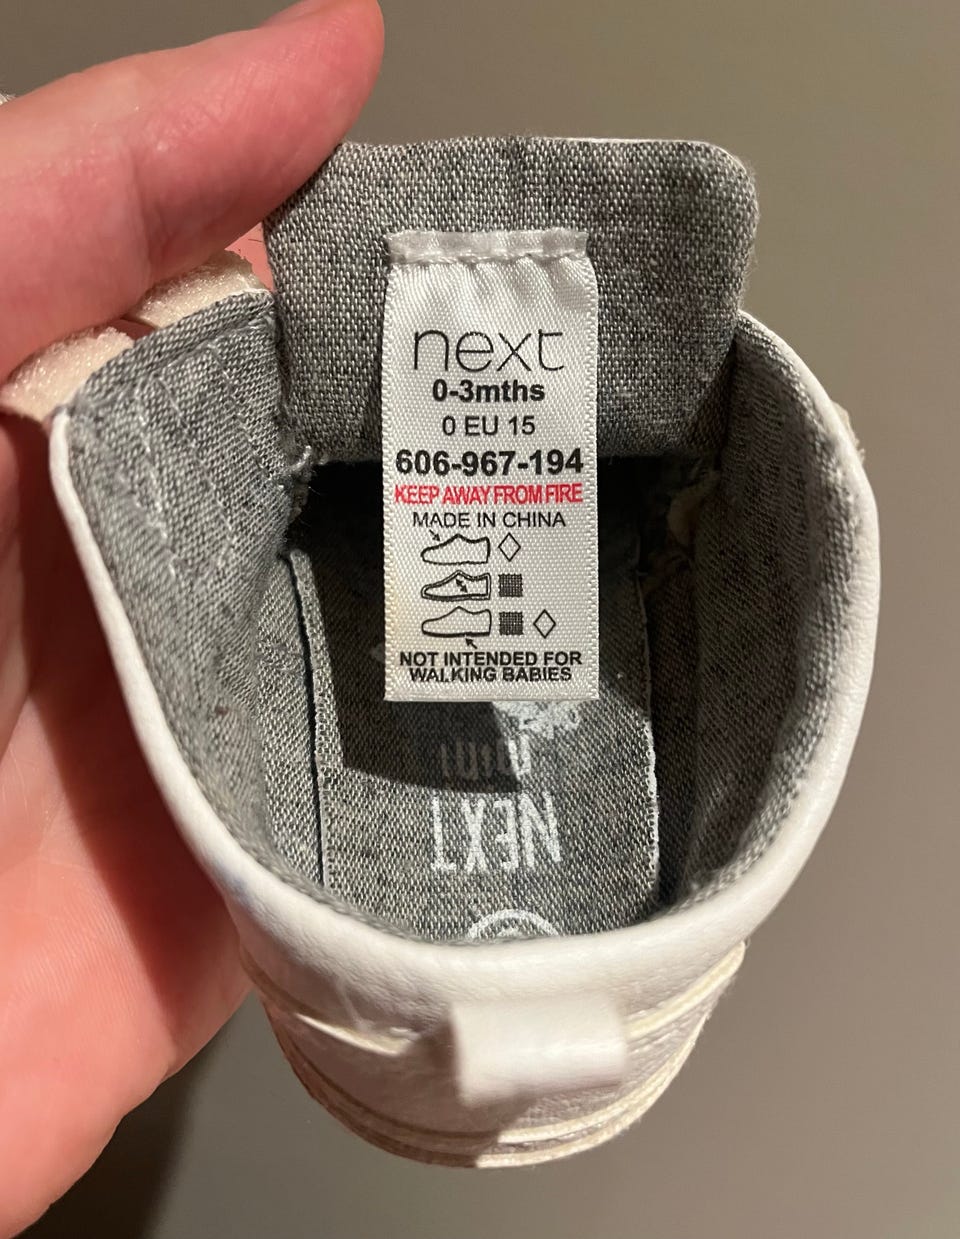 next
0-3mths
0 EU 15
606-967-194
KEEP AWAY FROM FIRE
MADE IN CHINA
NOT INTENDED FOR
WALKING BABIES
NEXT